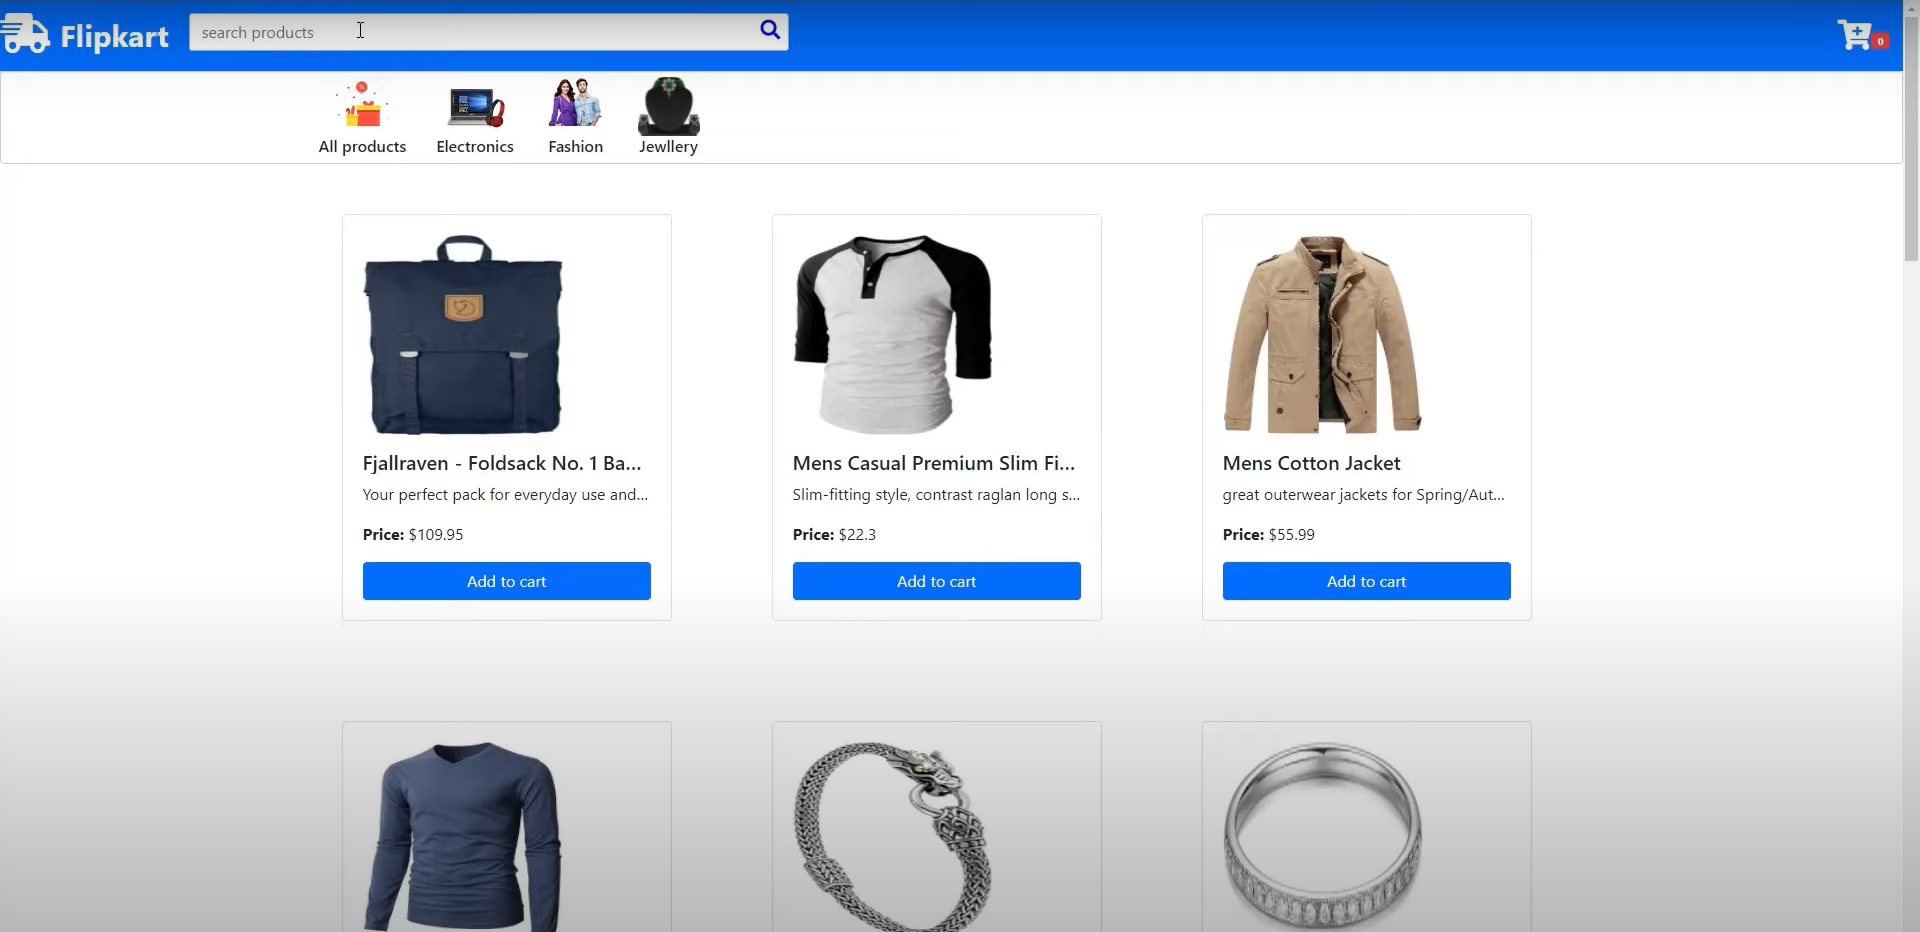 Flipkart
search products
0
All products
Electronics
Fashion
Jewllery
Fjallraven - Foldsack No. 1 Ba...
Your perfect pack for everyday use and...
Price: $109.95
Add to cart
Mens Casual Premium Slim Fi...
Slim-fitting style, contrast raglan long s...
Price: $22.3
Add to cart
Mens Cotton Jacket
great outerwear jackets for Spring/Aut...
Price: $55.99
Add to cart